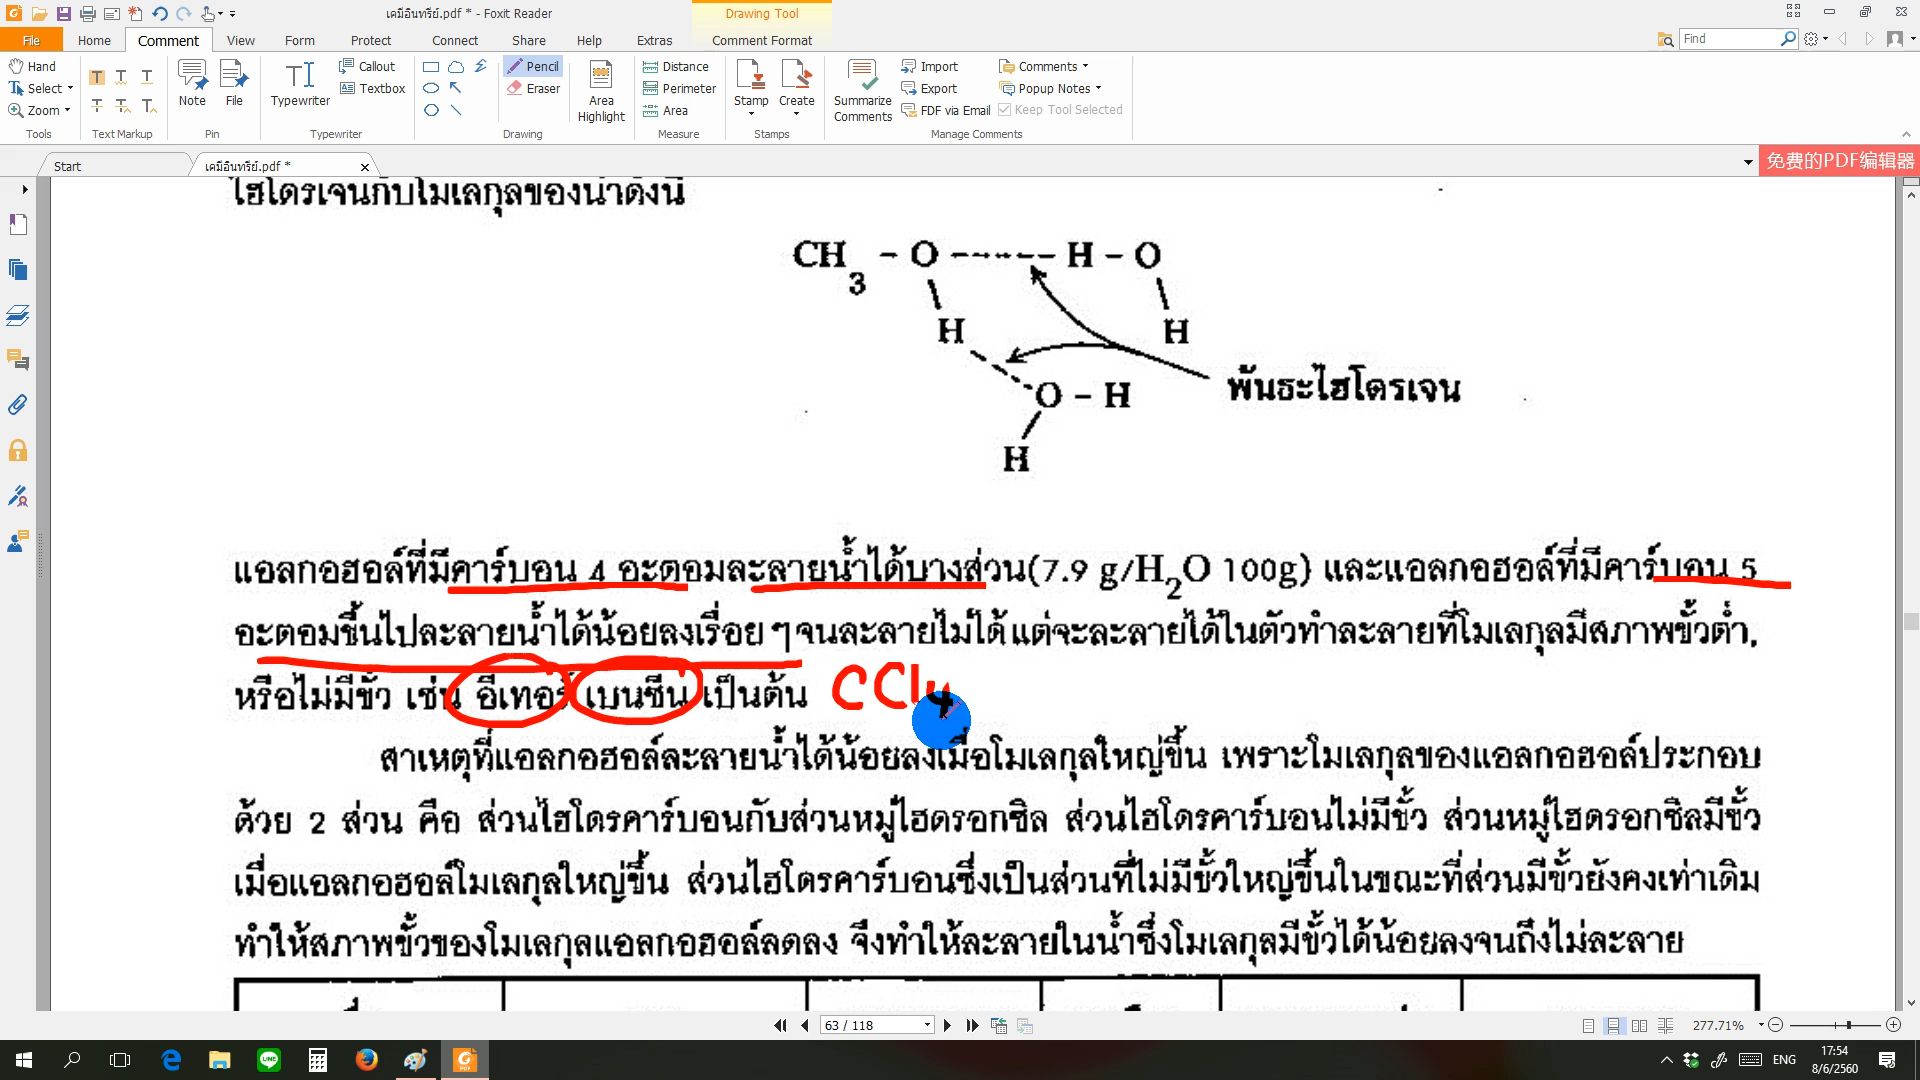 เคมีอินทรีย์.pdf * - Foxit Reader
Drawing Tool
File Home Comment View Form Protect Connect Share Help Extras Comment Format
Find
Hand
Select
Zoom
Tools
Text Markup
Note
File
Pin
Typewriter
Callout
Textbox
Typewriter
Pencil
Eraser
Drawing
Area Highlight
Distance
Perimeter
Area
Measure
Stamp
Create
Stamps
Summarize Comments
Import
Export
FDF via Email
Comments
Popup Notes
Keep Tool Selected
Manage Comments
Start
เคมีอินทรีย์.pdf *
免费的PDF编辑器
ไฮโดรเจนกับโมเลกุลของน้ำดังนี้
CH3 – O ------ H – O
H H
พันธะไฮโดรเจน
O – H
H
แอลกอฮอล์ที่มีคาร์บอน 4 อะตอมละลายน้ำได้บางส่วน(7.9 g/H2O 100g) และแอลกอฮอล์ที่มีคาร์บอน 5
อะตอมขึ้นไปละลายน้ำได้น้อยลงเรื่อย ๆ จนละลายไม่ได้ แต่จะละลายได้ในตัวทำละลายที่โมเลกุลมีสภาพขั้วต่ำ,
หรือไม่มีขั้ว เช่น อีเทอร์ เบนซีน เป็นต้น CCl4
สาเหตุที่แอลกอฮอล์ละลายน้ำได้น้อยลงเมื่อโมเลกุลใหญ่ขึ้น เพราะโมเลกุลของแอลกอฮอล์ประกอบ
ด้วย 2 ส่วน คือ ส่วนไฮโดรคาร์บอนกับส่วนหมู่ไฮดรอกซิล ส่วนไฮโดรคาร์บอนไม่มีขั้ว ส่วนหมู่ไฮดรอกซิลมีขั้ว
เมื่อแอลกอฮอล์โมเลกุลใหญ่ขึ้น ส่วนไฮโดรคาร์บอนซึ่งเป็นส่วนที่ไม่มีขั้วใหญ่ขึ้นในขณะที่ส่วนมีขั้วยังคงเท่าเดิม
ทำให้สภาพขั้วของโมเลกุลแอลกอฮอล์ลดลง จึงทำให้ละลายในน้ำซึ่งโมเลกุลมีขั้วได้น้อยลงจนถึงไม่ละลาย
63 / 118
277.71%
LINE
ENG
17:54
8/6/2560